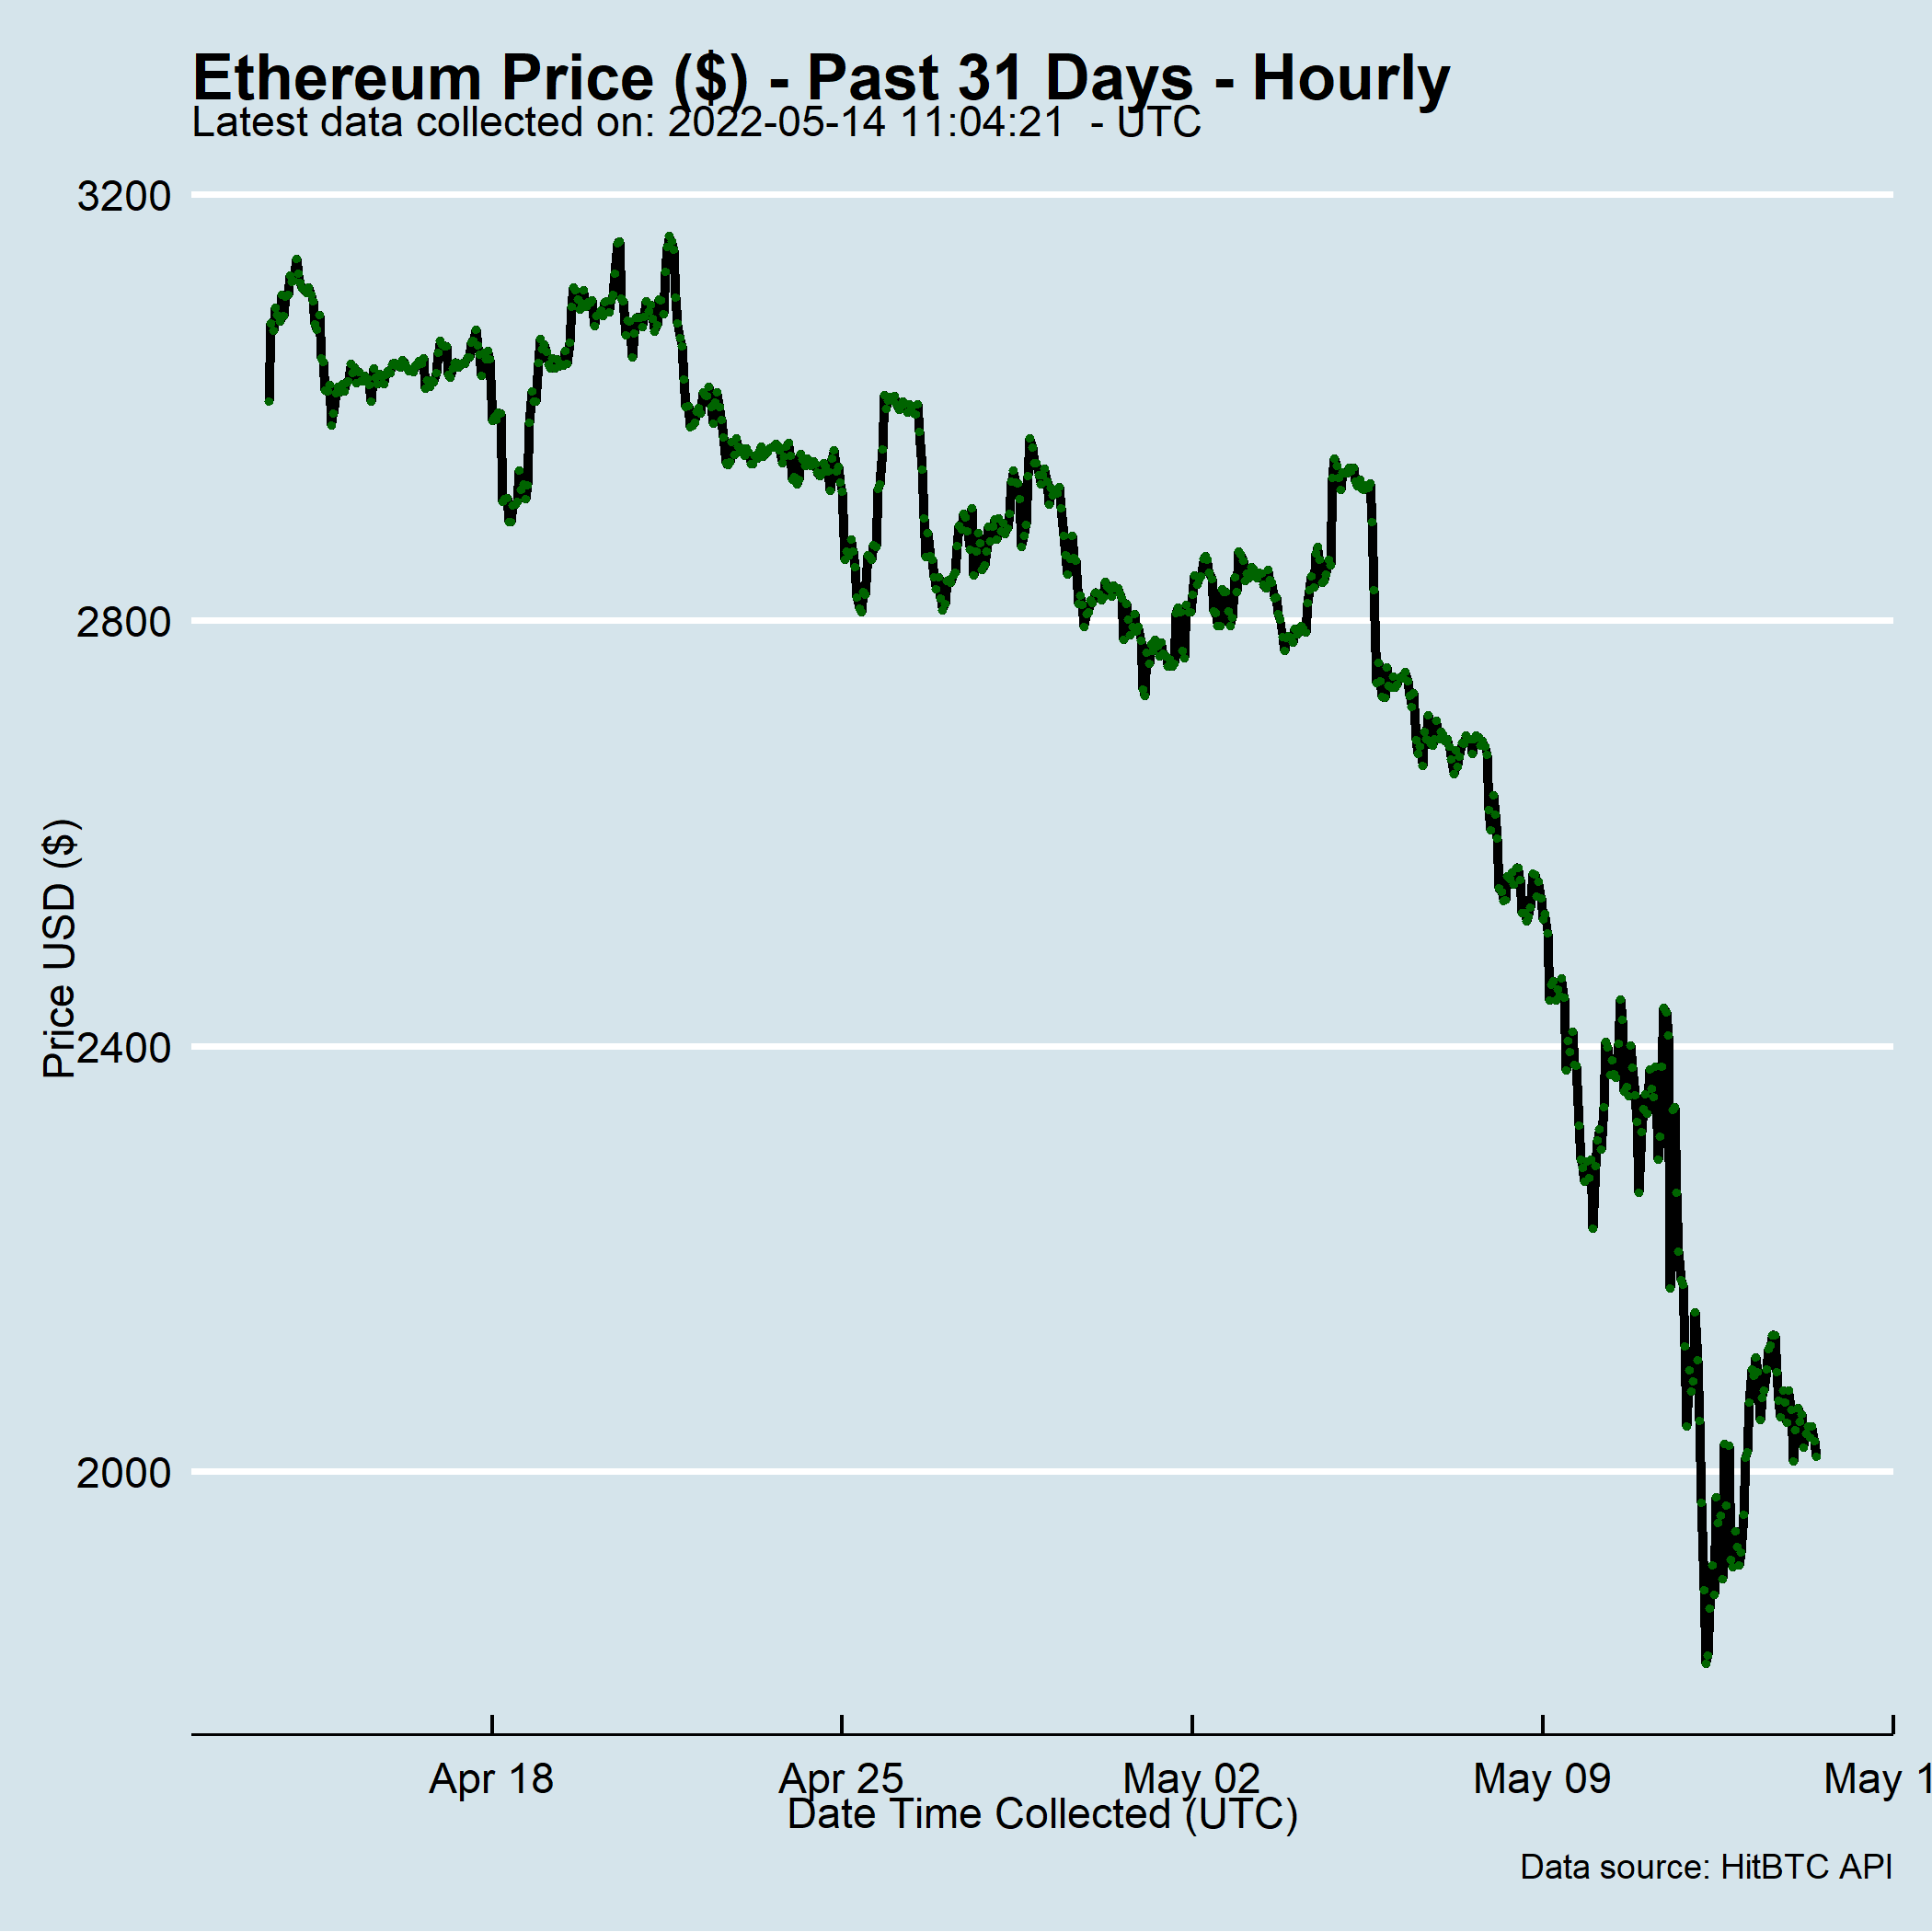 Ethereum Price ($) - Past 31 Days - Hourly
Latest data collected on: 2022-05-14 11:04:21  - UTC
3200
2800
2400
2000
Price USD ($)
Apr 18
Apr 25
May 02
May 09
May 1
Date Time Collected (UTC)
Data source: HitBTC API